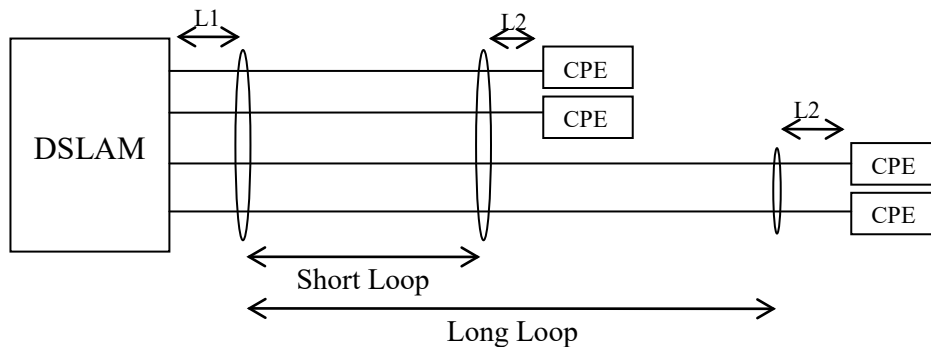 L1
L2
CPE
CPE
L2
DSLAM
CPE
CPE
Short Loop
Long Loop